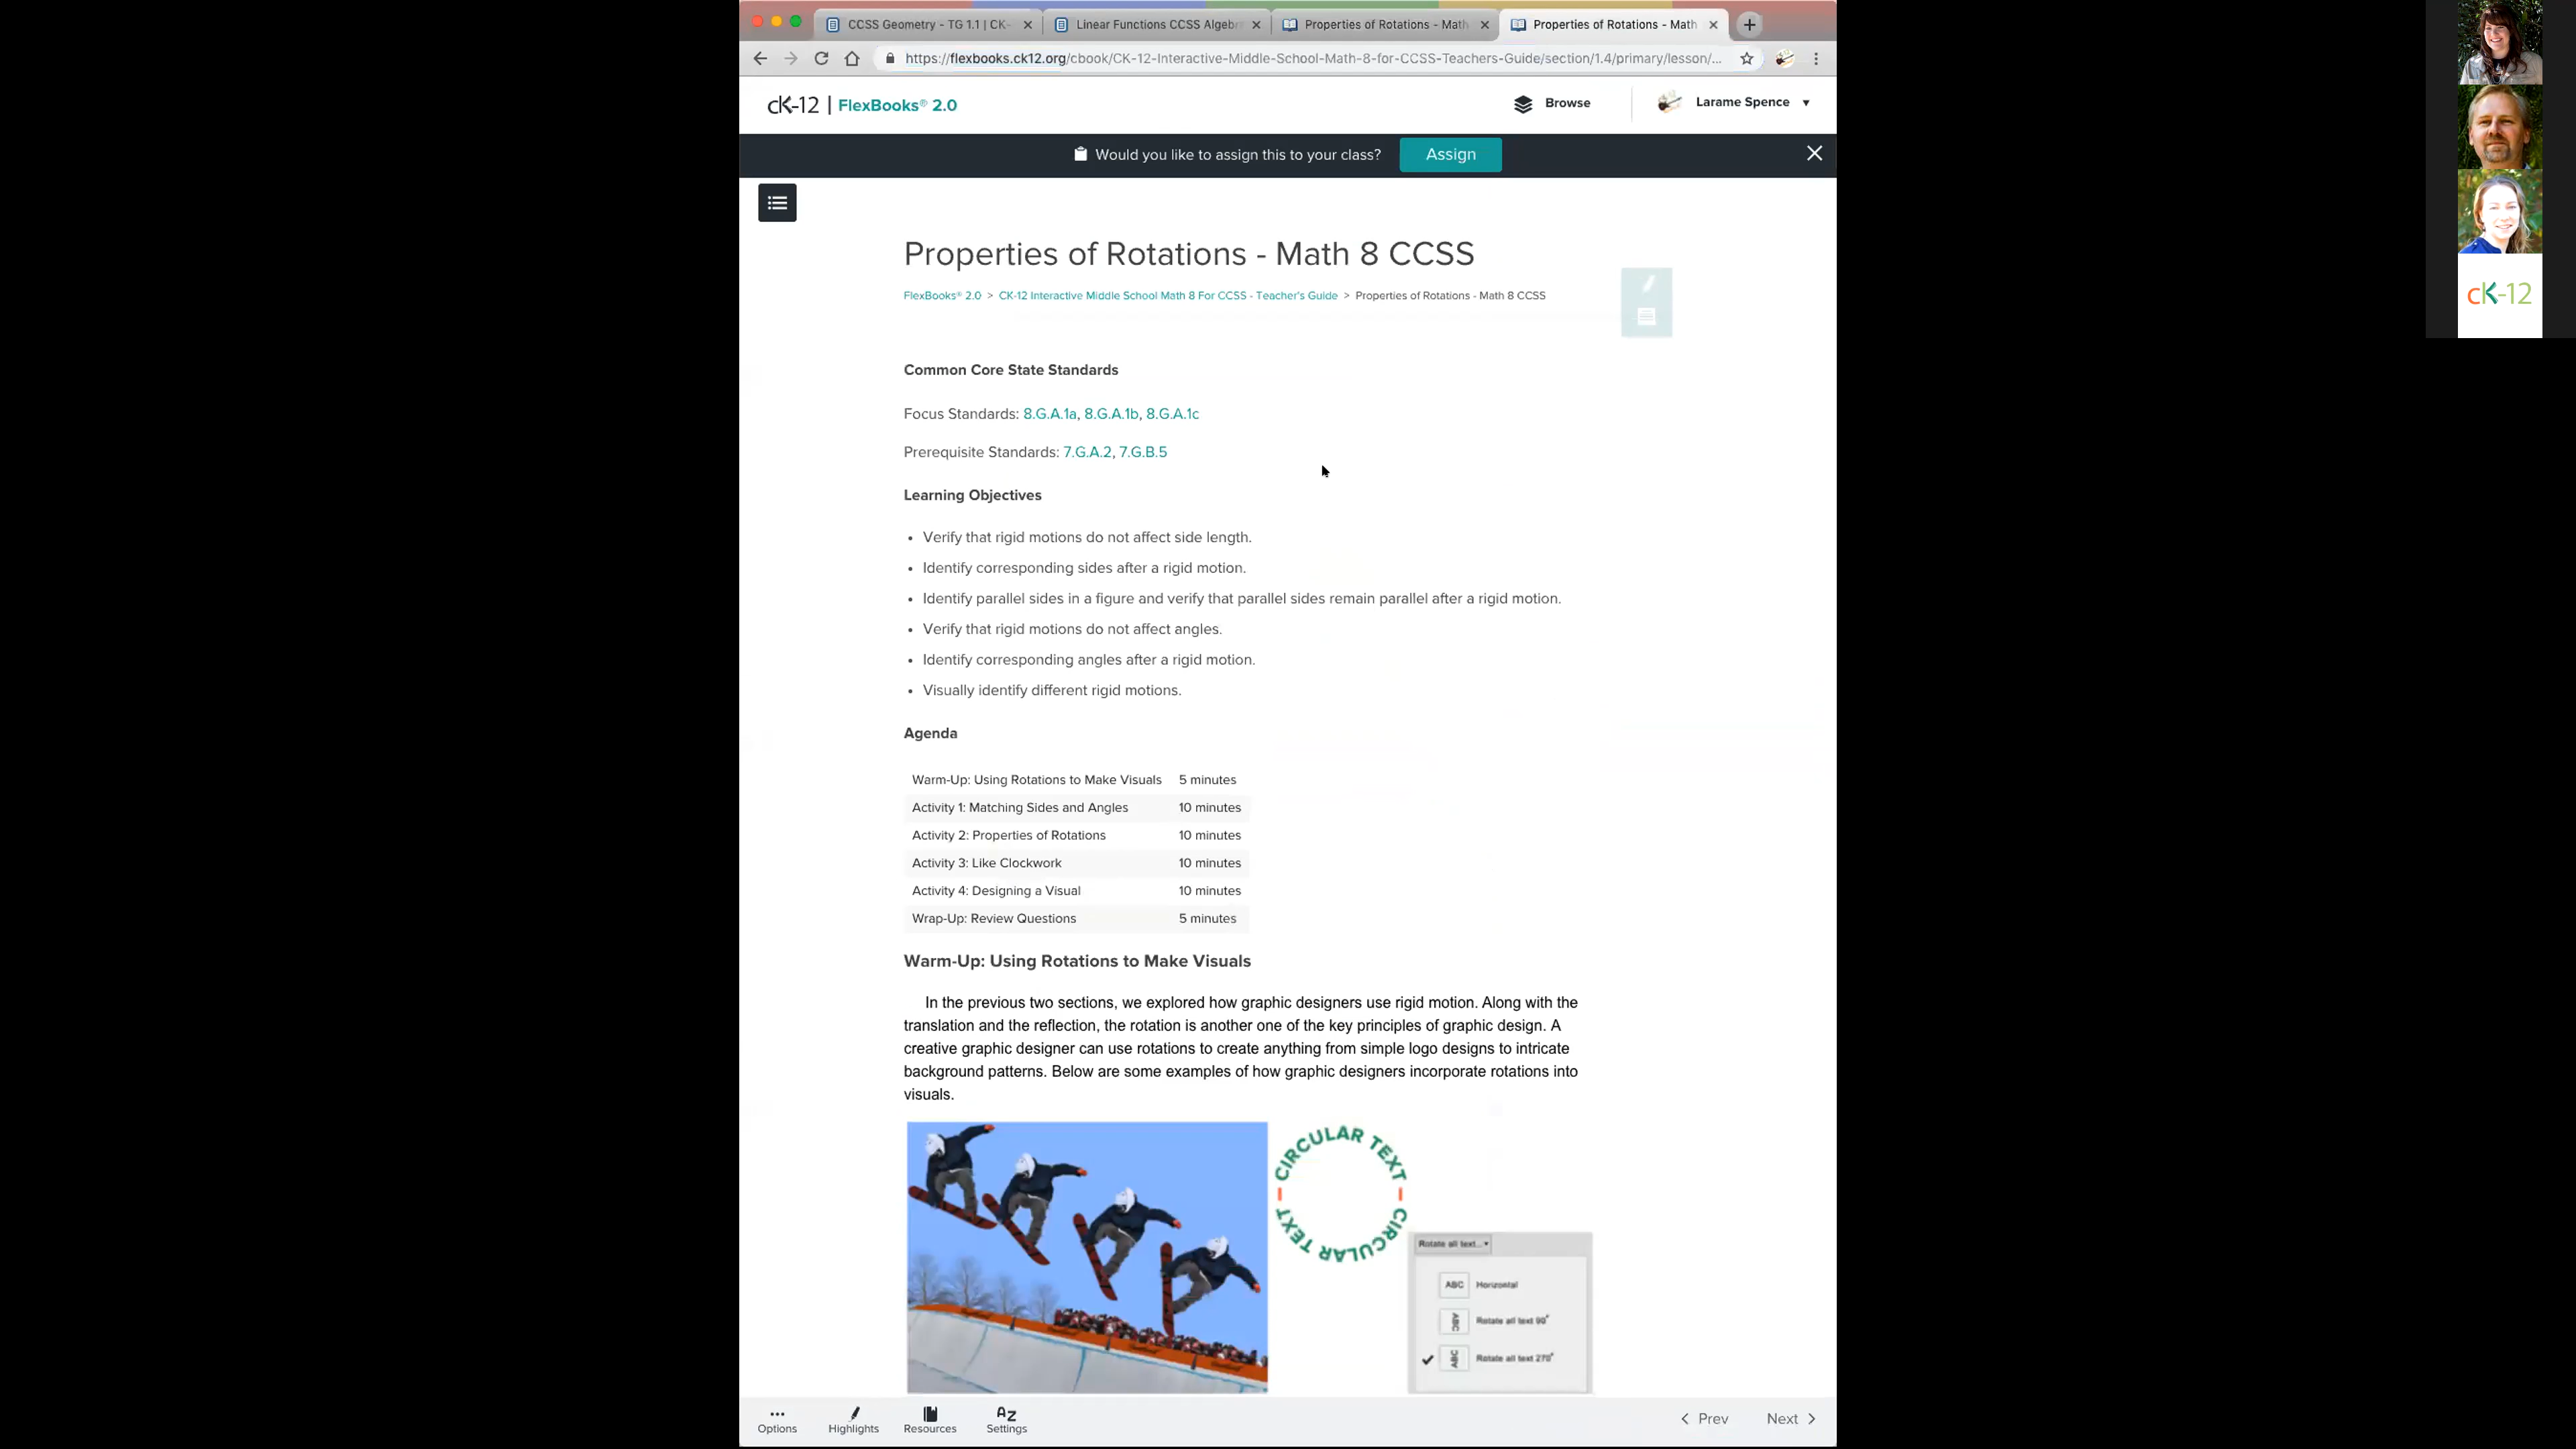 CCSS Geometry - TG 1.1 | CK-
Linear Functions CCSS Algebr
Properties of Rotations - Math
Properties of Rotations - Math
https://flexbooks.ck12.org/cbook/CK-12-Interactive-Middle-School-Math-8-for-CCSS-Teachers-Guide/section/1.4/primary/lesson/...
cK-12 | FlexBooks® 2.0
Browse
Larame Spence
cK-12
Would you like to assign this to your class?
Assign
Properties of Rotations - Math 8 CCSS
FlexBooks® 2.0 > CK-12 Interactive Middle School Math 8 For CCSS - Teacher's Guide > Properties of Rotations - Math 8 CCSS
Common Core State Standards
Focus Standards: 8.G.A.1a, 8.G.A.1b, 8.G.A.1c
Prerequisite Standards: 7.G.A.2, 7.G.B.5
Learning Objectives
• Verify that rigid motions do not affect side length.
• Identify corresponding sides after a rigid motion.
• Identify parallel sides in a figure and verify that parallel sides remain parallel after a rigid motion.
• Verify that rigid motions do not affect angles.
• Identify corresponding angles after a rigid motion.
• Visually identify different rigid motions.
Agenda
Warm-Up: Using Rotations to Make Visuals 5 minutes
Activity 1: Matching Sides and Angles 10 minutes
Activity 2: Properties of Rotations 10 minutes
Activity 3: Like Clockwork 10 minutes
Activity 4: Designing a Visual 10 minutes
Wrap-Up: Review Questions 5 minutes
Warm-Up: Using Rotations to Make Visuals
In the previous two sections, we explored how graphic designers use rigid motion. Along with the
translation and the reflection, the rotation is another one of the key principles of graphic design. A
creative graphic designer can use rotations to create anything from simple logo designs to intricate
background patterns. Below are some examples of how graphic designers incorporate rotations into
visuals.
CIRCULAR TEXT
CIRCULAR TEXT
Rotate all text...
ABC Horizontal
ABC Rotate all text 90°
ABC Rotate all text 270°
Options
Highlights
Resources
Settings
Prev
Next